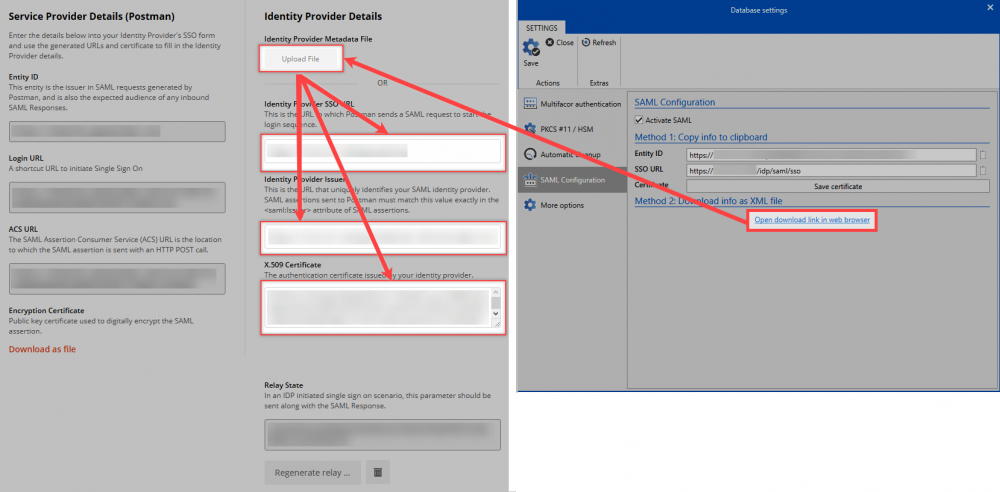 Service Provider Details (Postman)
Enter the details below into your Identity Provider's SSO form
and use the generated URLs and certificate to fill in the Identity
Provider details.
Entity ID
This entity is the issuer in SAML requests generated by
Postman, and is also the expected audience of any inbound
SAML Responses.
Login URL
A shortcut URL to initiate Single Sign On
ACS URL
The SAML Assertion Consumer Service (ACS) URL is the location
to which the SAML assertion is sent with an HTTP POST call.
Encryption Certificate
Public key certificate used to digitally encrypt the SAML
assertion.
Download as file
Identity Provider Details
Identity Provider Metadata File
Upload File
OR
Identity Provider SSO URL
This is the URL to which Postman sends a SAML request to start the
login sequence.
Identity Provider Issuer
This is the URL that uniquely identifies your SAML identity provider.
SAML assertions sent to Postman must match this value exactly in the
<saml:Issuer> attribute of SAML assertions.
X.509 Certificate
The authentication certificate issued by your identity provider.
Relay State
In an IDP initiated single sign on scenario, this parameter should be
sent along with the SAML Response.
Regenerate relay ...
Database settings
SETTINGS
Save
Close
Refresh
Actions
Extras
Multifacor authentication
PKCS #11 / HSM
Automatic cleanup
SAML Configuration
More options
SAML Configuration
Activate SAML
Method 1: Copy info to clipboard
Entity ID
https://
SSO URL
https:// /idp/saml/sso
Certificate
Save certificate
Method 2: Download info as XML file
Open download link in web browser